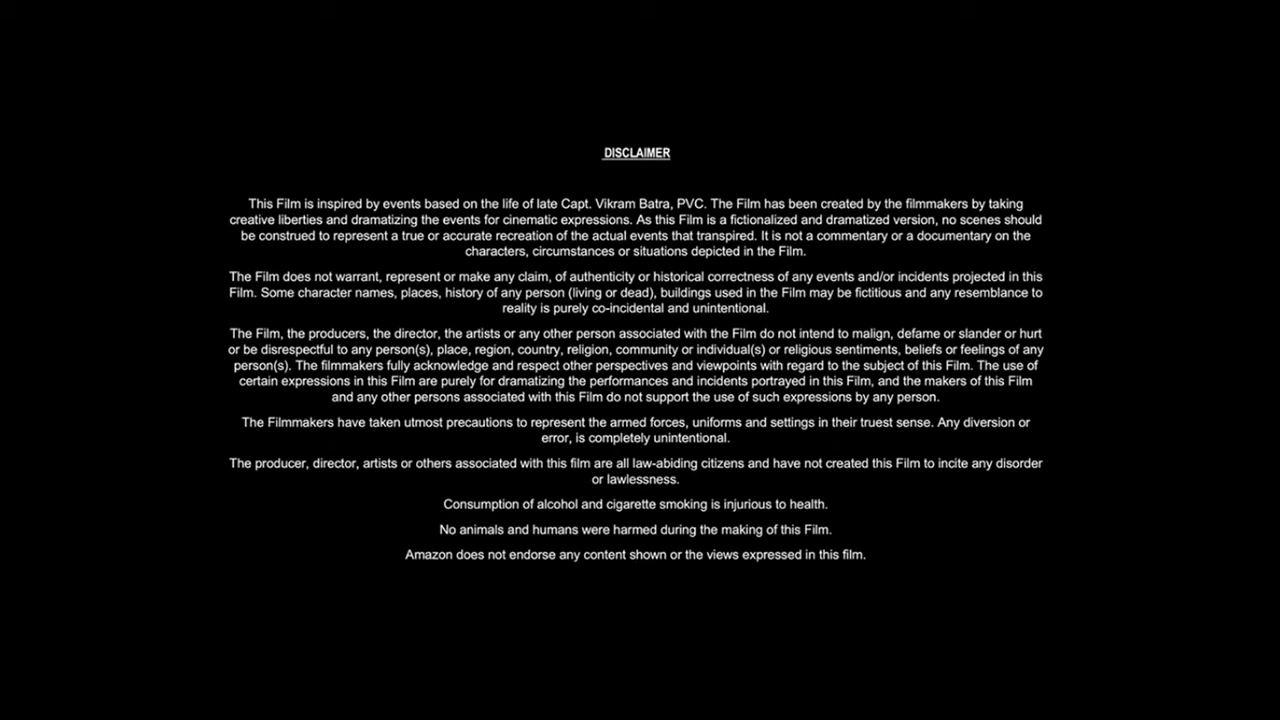 DISCLAIMER
This Film is inspired by events based on the life of late Capt. Vikram Batra, PVC. The Film has been created by the filmmakers by taking
creative liberties and dramatizing the events for cinematic expressions. As this Film is a fictionalized and dramatized version, no scenes should
be construed to represent a true or accurate recreation of the actual events that transpired. It is not a commentary or a documentary on the
characters, circumstances or situations depicted in the Film.
The Film does not warrant, represent or make any claim, of authenticity or historical correctness of any events and/or incidents projected in this
Film. Some character names, places, history of any person (living or dead), buildings used in the Film may be fictitious and any resemblance to
reality is purely co-incidental and unintentional.
The Film, the producers, the director, the artists or any other person associated with the Film do not intend to malign, defame or slander or hurt
or be disrespectful to any person(s), place, region, country, religion, community or individual(s) or religious sentiments, beliefs or feelings of any
person(s). The filmmakers fully acknowledge and respect other perspectives and viewpoints with regard to the subject of this Film. The use of
certain expressions in this Film are purely for dramatizing the performances and incidents portrayed in this Film, and the makers of this Film
and any other persons associated with this Film do not support the use of such expressions by any person.
The Filmmakers have taken utmost precautions to represent the armed forces, uniforms and settings in their truest sense. Any diversion or
error, is completely unintentional.
The producer, director, artists or others associated with this film are all law-abiding citizens and have not created this Film to incite any disorder
or lawlessness.
Consumption of alcohol and cigarette smoking is injurious to health.
No animals and humans were harmed during the making of this Film.
Amazon does not endorse any content shown or the views expressed in this film.